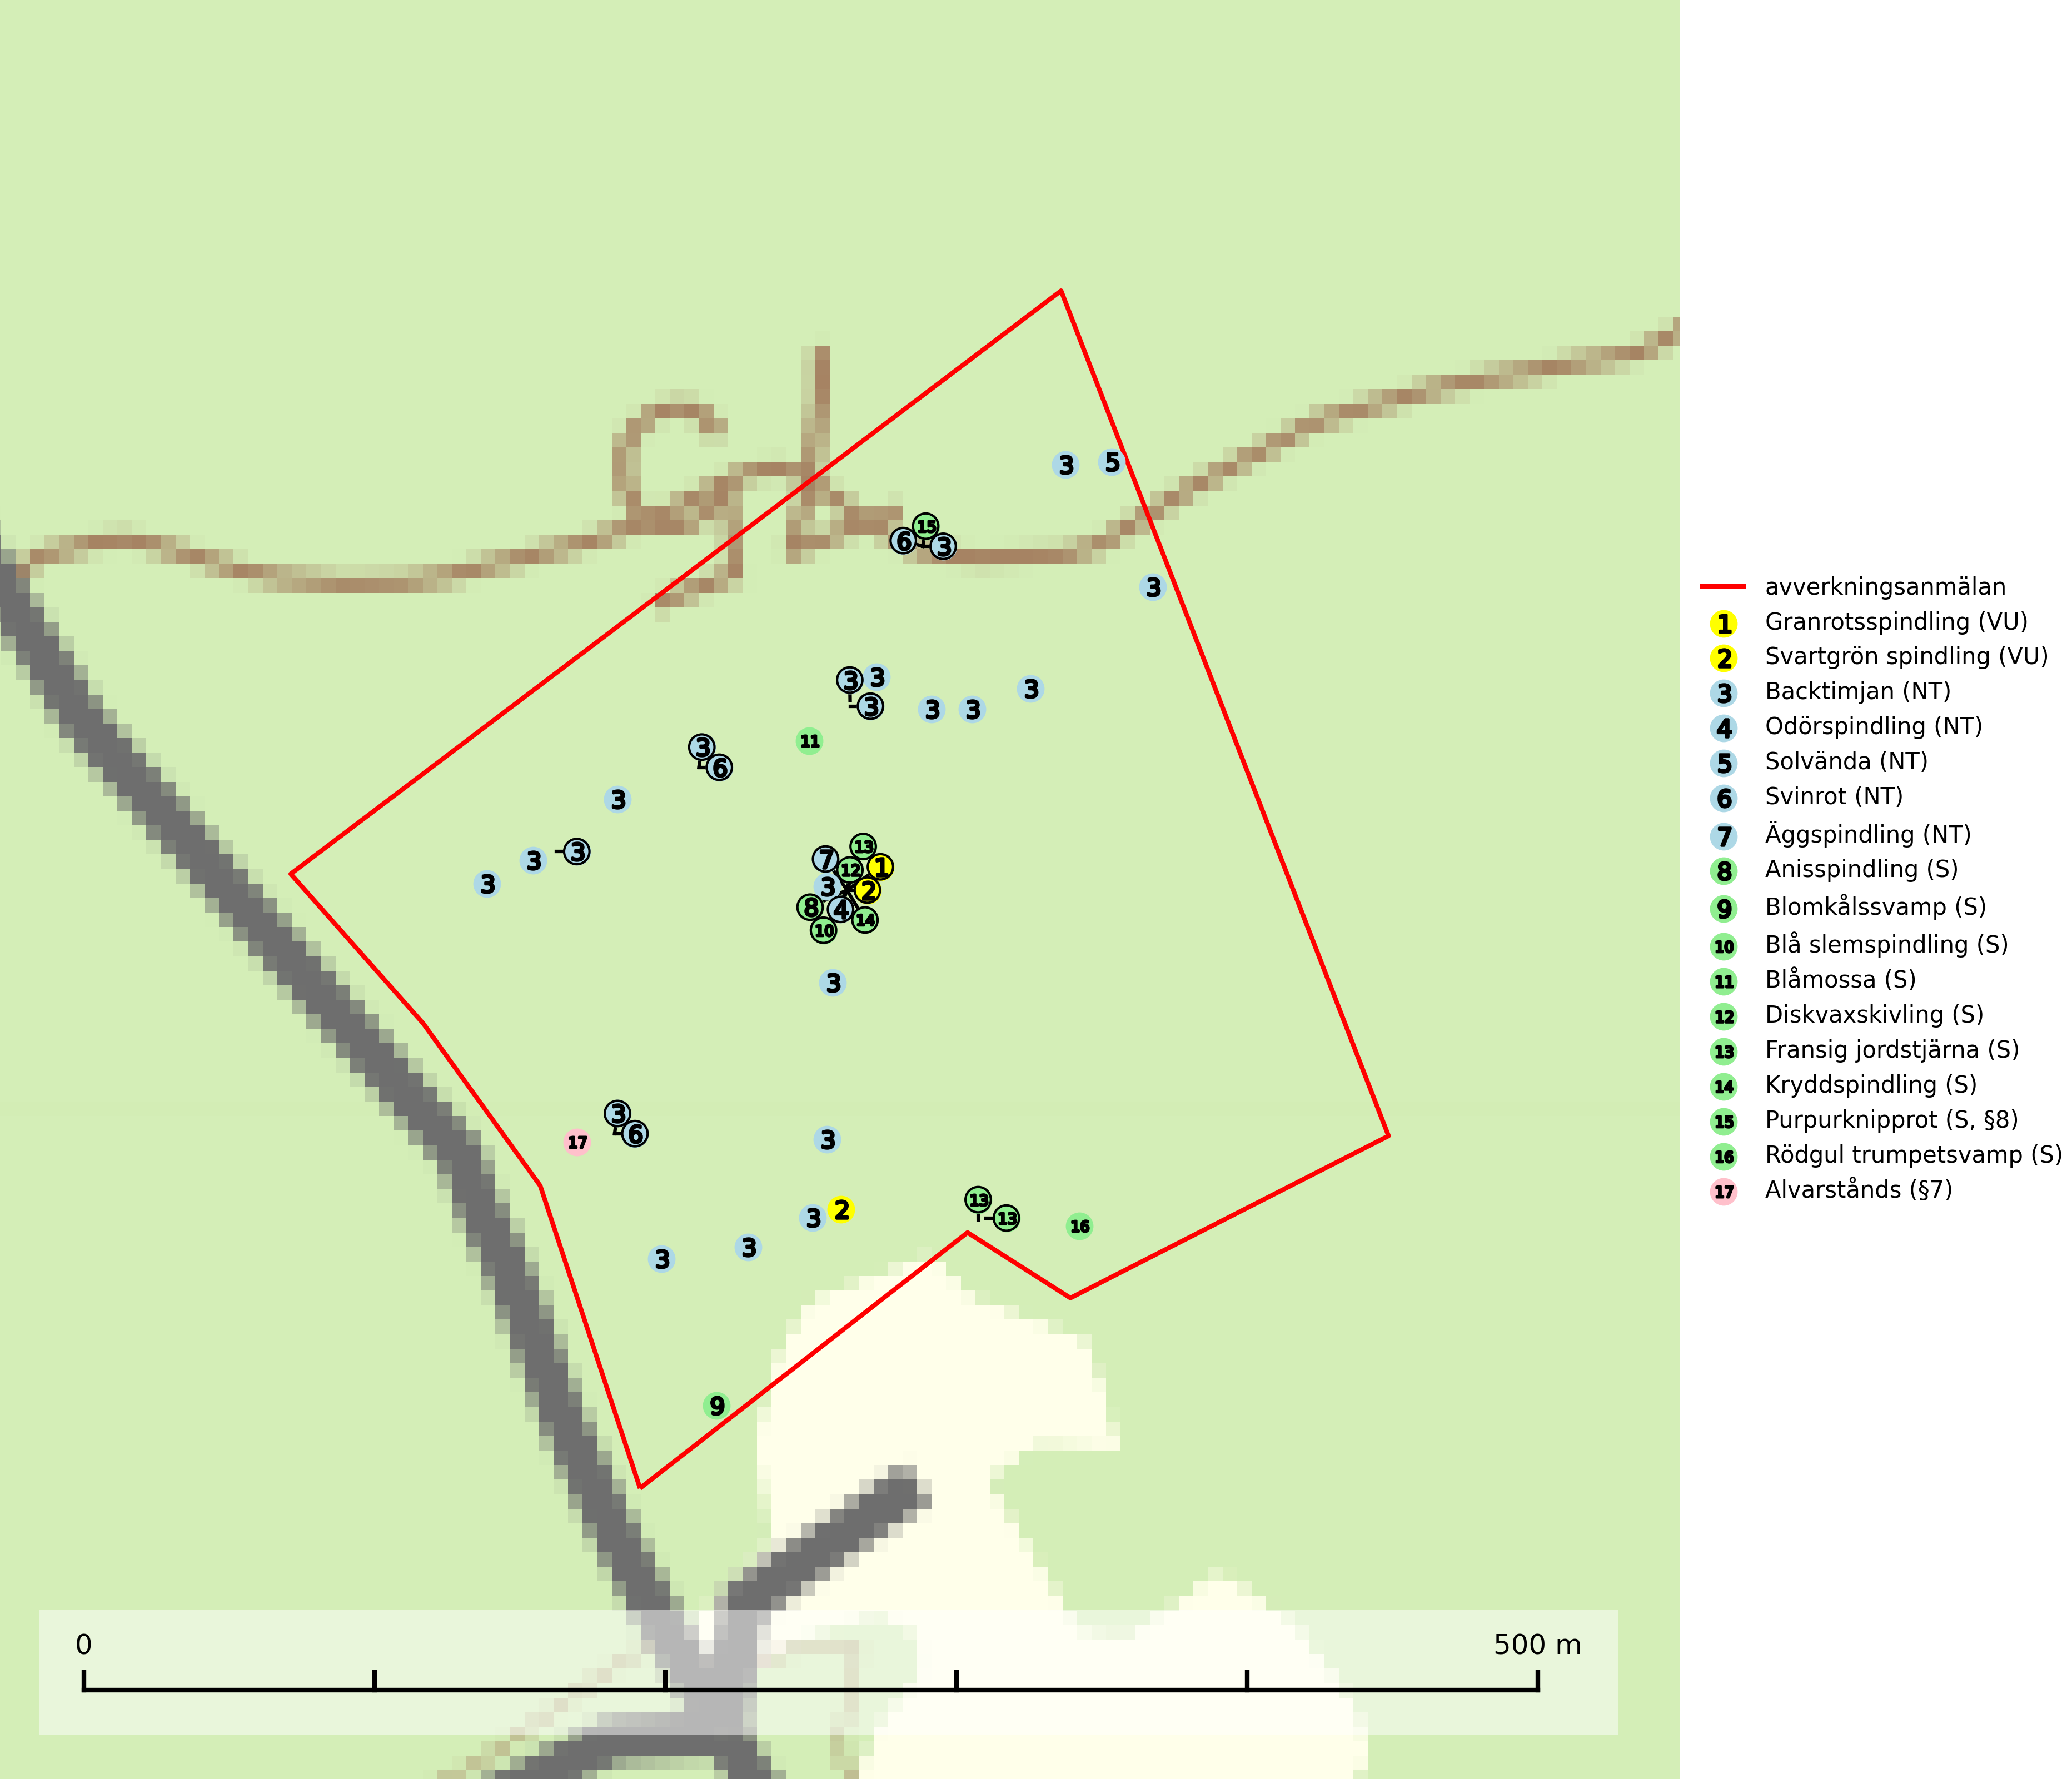 3
5
15
6
3
3
3
3
3
3
3
3
11
3
6
3
3
3
3
13
7
12
1
3
2
8
4
14
10
3
3
6
17
3
13
2
3
13
16
3
3
9
0
500 m
avverkningsanmälan
1 Granrotsspindling (VU)
2 Svartgrön spindling (VU)
3 Backtimjan (NT)
4 Odörspindling (NT)
5 Solvända (NT)
6 Svinrot (NT)
7 Äggspindling (NT)
8 Anisspindling (S)
9 Blomkålssvamp (S)
10 Blå slemspindling (S)
11 Blåmossa (S)
12 Diskvaxskivling (S)
13 Fransig jordstjärna (S)
14 Kryddspindling (S)
15 Purpurknipprot (S, §8)
16 Rödgul trumpetsvamp (S)
17 Alvarstånds (§7)